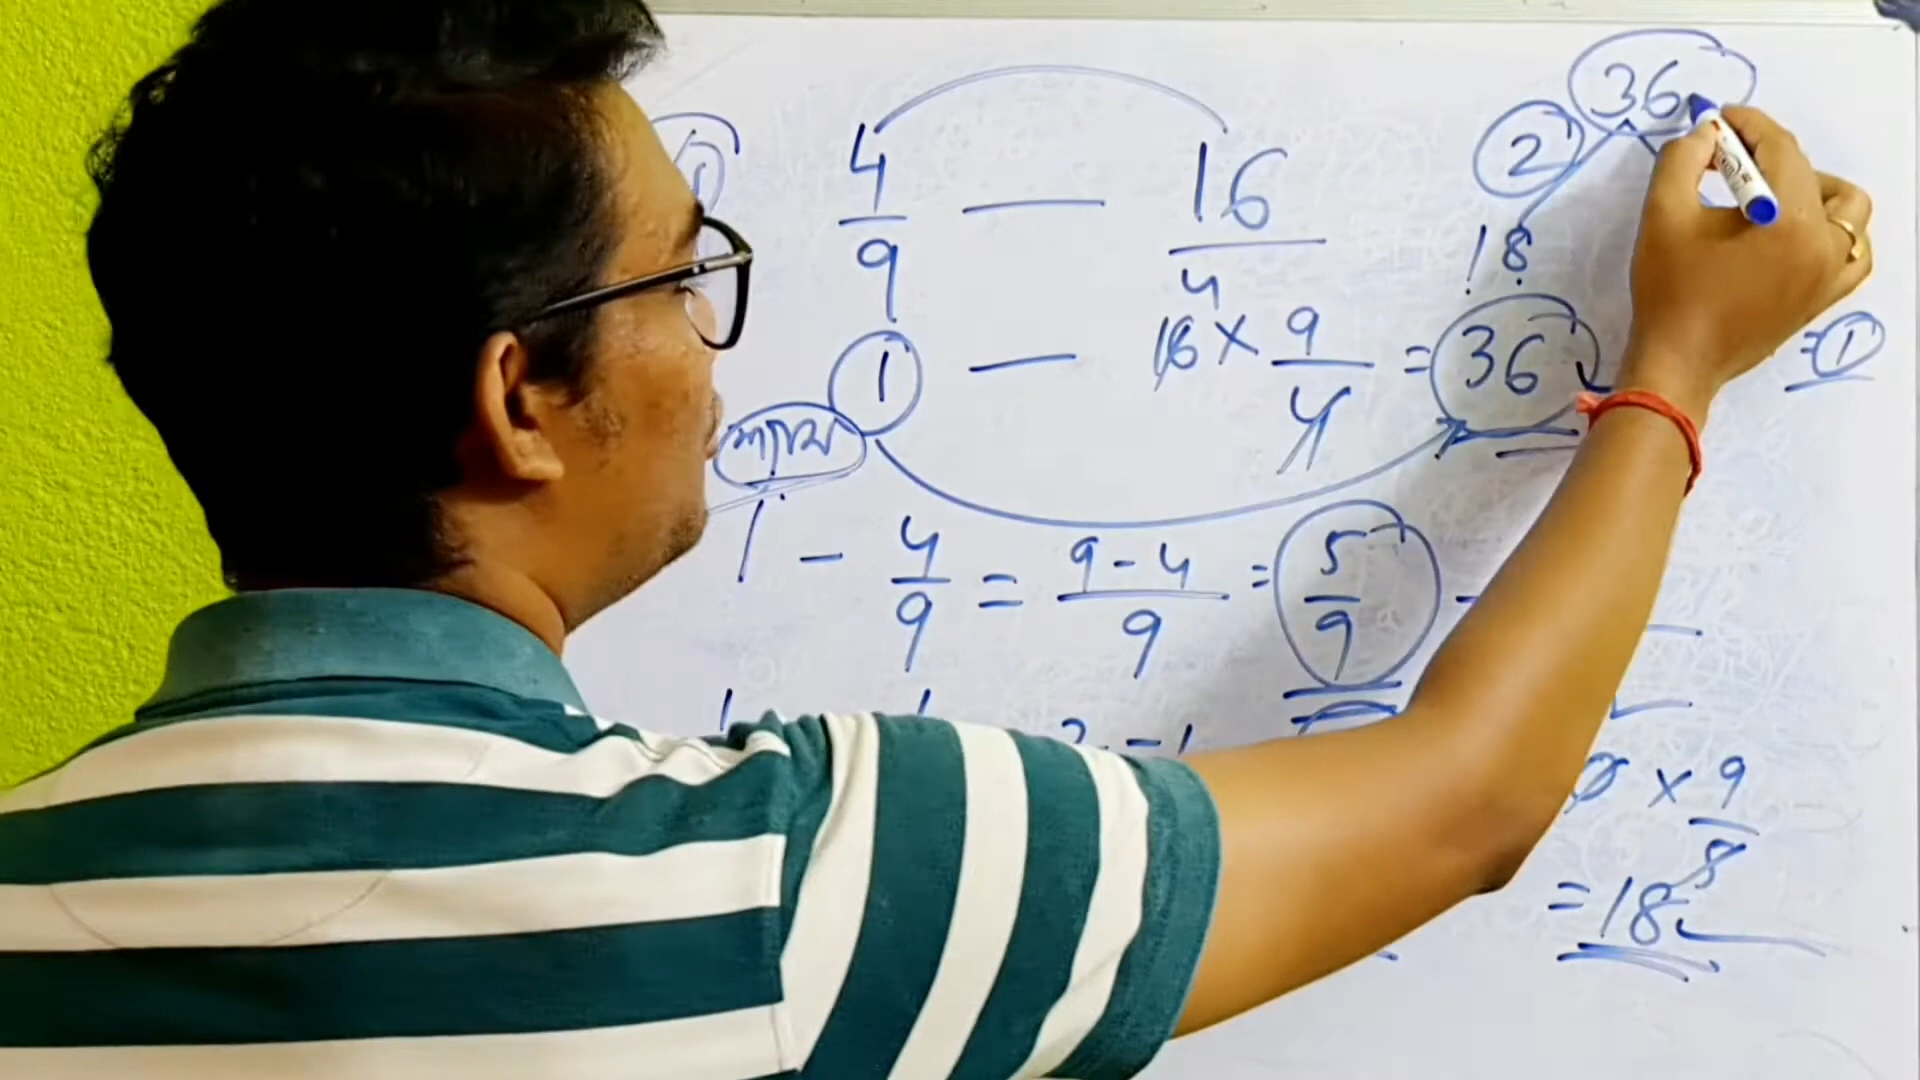 36
4/9 — 16
2
18
1 — 16 × 9/4 = 36
4
= 1
1 - 4/9 = (9-4)/9 = 5/9
× 9/8
= 18